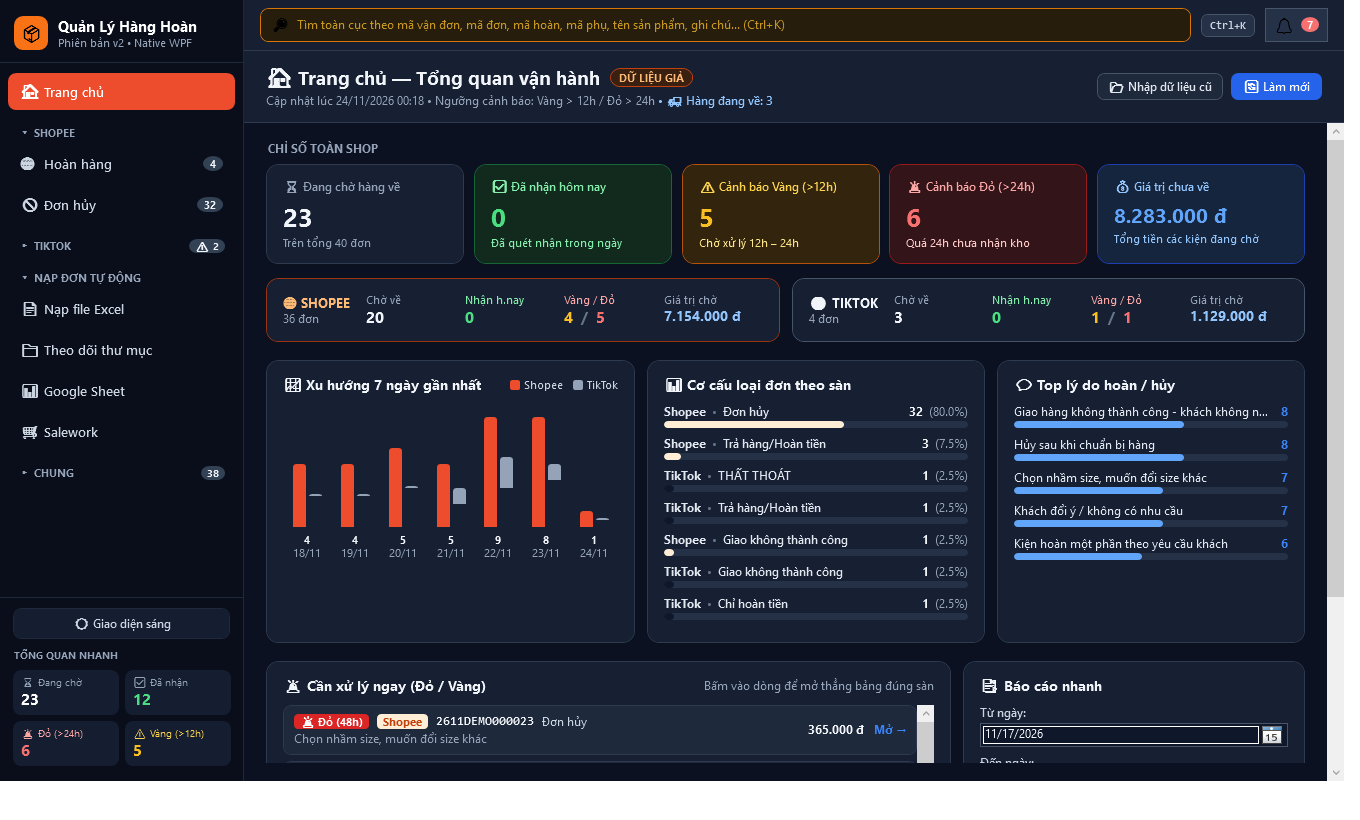 Quản Lý Hàng Hoàn
Phiên bản v2 • Native WPF
Trang chủ
SHOPEE
Hoàn hàng 4
Đơn hủy 32
TIKTOK 2
NẠP ĐƠN TỰ ĐỘNG
Nạp file Excel
Theo dõi thư mục
Google Sheet
Salework
CHUNG 38
Giao diện sáng
TỔNG QUAN NHANH
Đang chờ
23
Đã nhận
12
Đỏ (>24h)
6
Vàng (>12h)
5
Tìm toàn cục theo mã vận đơn, mã đơn, mã hoàn, mã phụ, tên sản phẩm, ghi chú... (Ctrl+K)
Ctrl+K
7
Trang chủ — Tổng quan vận hành DỮ LIỆU GIẢ
Cập nhật lúc 24/11/2026 00:18 • Ngưỡng cảnh báo: Vàng > 12h / Đỏ > 24h • Hàng đang về: 3
Nhập dữ liệu cũ
Làm mới
CHỈ SỐ TOÀN SHOP
Đang chờ hàng về
23
Trên tổng 40 đơn
Đã nhận hôm nay
0
Đã quét nhận trong ngày
Cảnh báo Vàng (>12h)
5
Chờ xử lý 12h – 24h
Cảnh báo Đỏ (>24h)
6
Quá 24h chưa nhận kho
Giá trị chưa về
8.283.000 đ
Tổng tiền các kiện đang chờ
SHOPEE
36 đơn
Chờ về
20
Nhận h.nay
0
Vàng / Đỏ
4 / 5
Giá trị chờ
7.154.000 đ
TIKTOK
4 đơn
Chờ về
3
Nhận h.nay
0
Vàng / Đỏ
1 / 1
Giá trị chờ
1.129.000 đ
Xu hướng 7 ngày gần nhất
Shopee TikTok
4 4 5 5 9 8 1
18/11 19/11 20/11 21/11 22/11 23/11 24/11
Cơ cấu loại đơn theo sàn
Shopee • Đơn hủy 32 (80.0%)
Shopee • Trả hàng/Hoàn tiền 3 (7.5%)
TikTok • THẤT THOÁT 1 (2.5%)
TikTok • Trả hàng/Hoàn tiền 1 (2.5%)
Shopee • Giao không thành công 1 (2.5%)
TikTok • Giao không thành công 1 (2.5%)
TikTok • Chỉ hoàn tiền 1 (2.5%)
Top lý do hoàn / hủy
Giao hàng không thành công - khách không n... 8
Hủy sau khi chuẩn bị hàng 8
Chọn nhầm size, muốn đổi size khác 7
Khách đổi ý / không có nhu cầu 7
Kiện hoàn một phần theo yêu cầu khách 6
Cần xử lý ngay (Đỏ / Vàng)
Bấm vào dòng để mở thẳng bảng đúng sàn
Đỏ (48h) Shopee 2611DEMO000023 Đơn hủy
Chọn nhầm size, muốn đổi size khác
365.000 đ Mở →
Báo cáo nhanh
Từ ngày:
11/17/2026
15
Đến ngày: